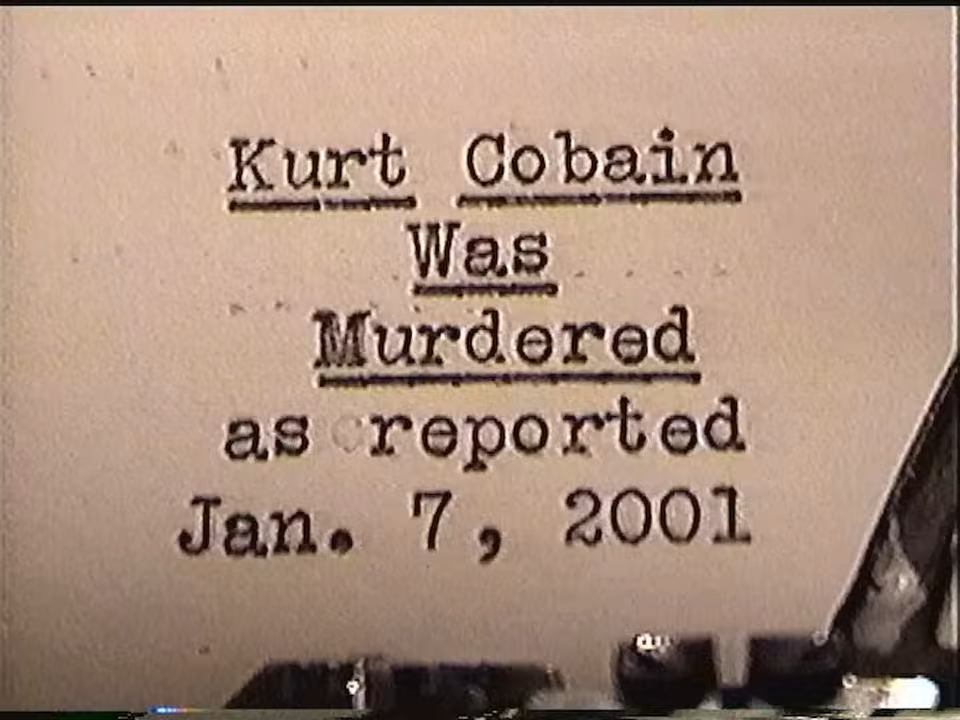 Kurt Cobain
Was
Murdered
as reported
Jan. 7, 2001